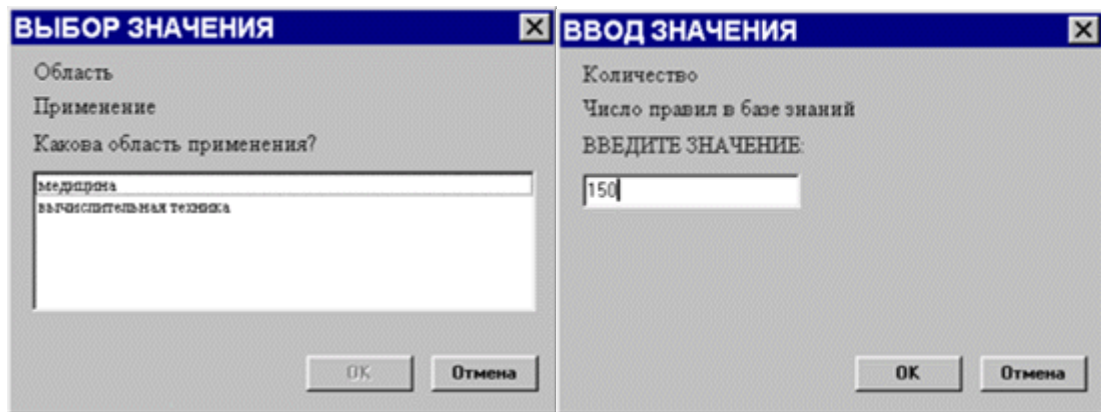 ВЫБОР ЗНАЧЕНИЯ
Область
Применение
Какова область применения?
медицина
вычислительная техника
OK
Отмена
ВВОД ЗНАЧЕНИЯ
Количество
Число правил в базе знаний
ВВЕДИТЕ ЗНАЧЕНИЕ:
150
OK
Отмена